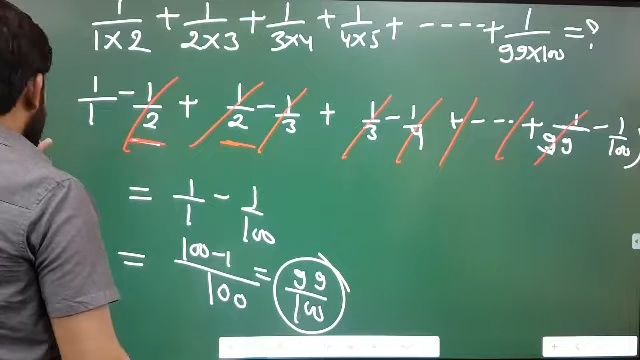 1/(1×2) + 1/(2×3) + 1/(3×4) + 1/(4×5) + ---- + 1/(99×100) = ?
1/1 - 1/2 + 1/2 - 1/3 + 1/3 - 1/4 + --- + 1/99 - 1/100
= 1/1 - 1/100
= (100-1)/100 = 99/100